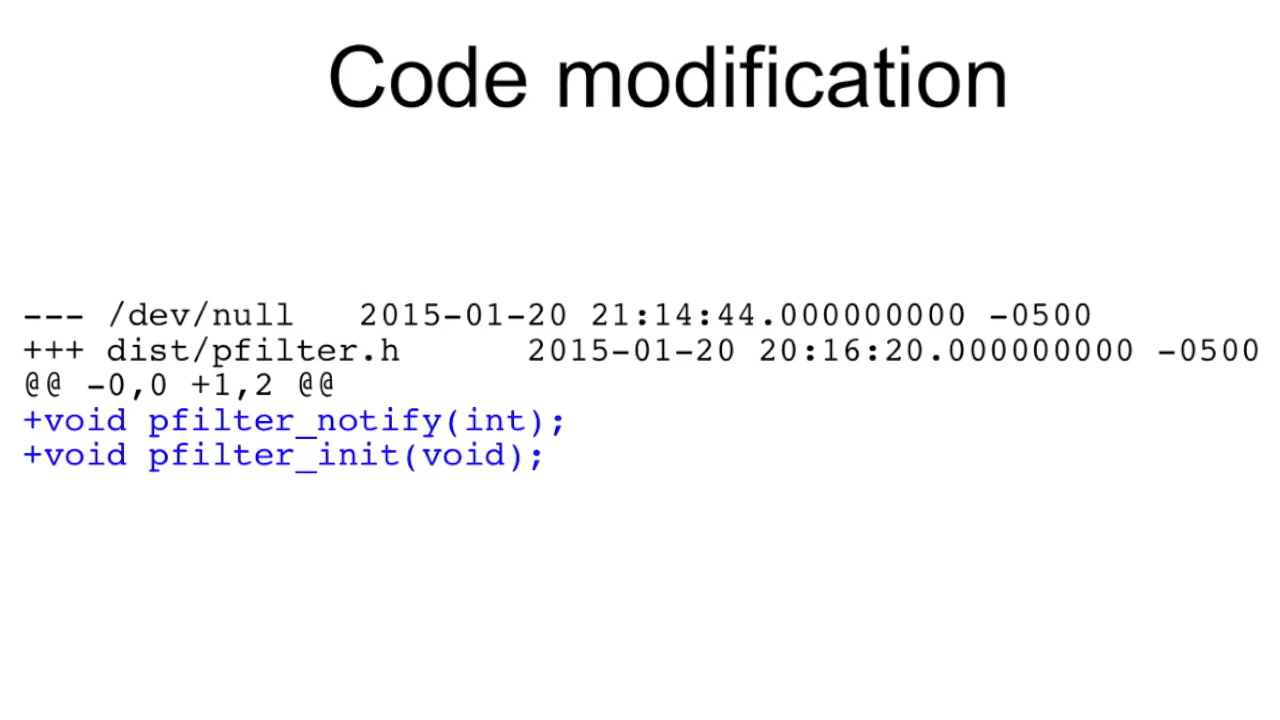 Code modification
--- /dev/null   2015-01-20 21:14:44.000000000 -0500
+++ dist/pfilter.h      2015-01-20 20:16:20.000000000 -0500
@@ -0,0 +1,2 @@
+void pfilter_notify(int);
+void pfilter_init(void);